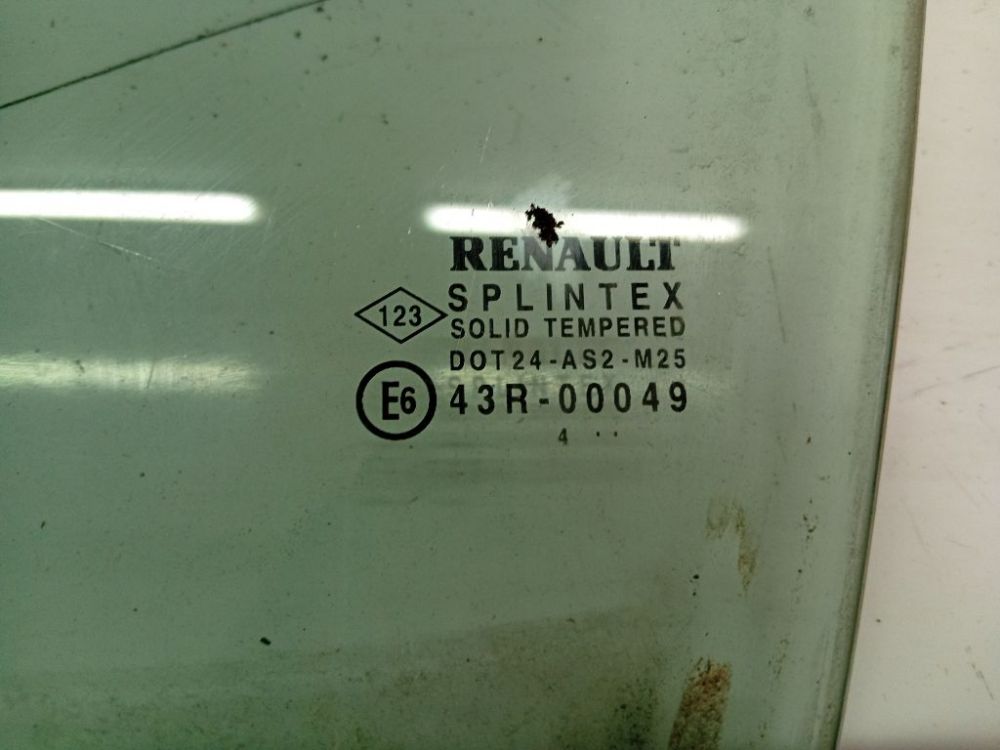 RENAULT
SPLINTEX
123
SOLID TEMPERED
DOT24-AS2-M25
E6 43R-00049
4 ··